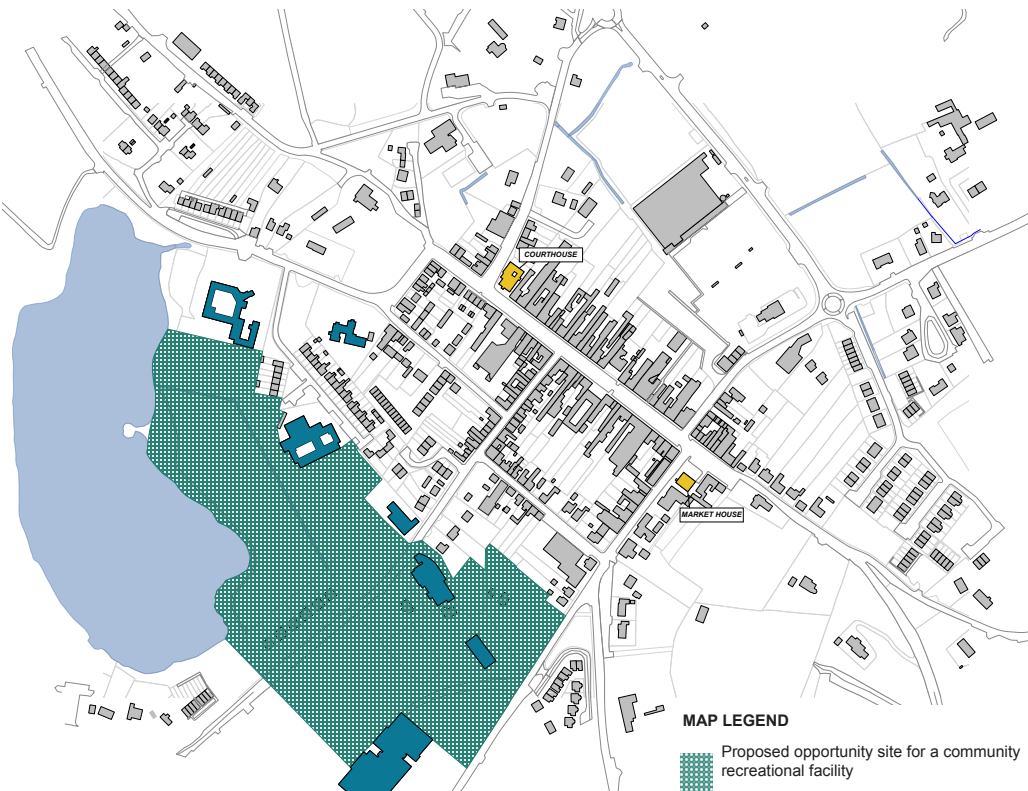 COURTHOUSE
MARKET HOUSE
MAP LEGEND
Proposed opportunity site for a community
recreational facility